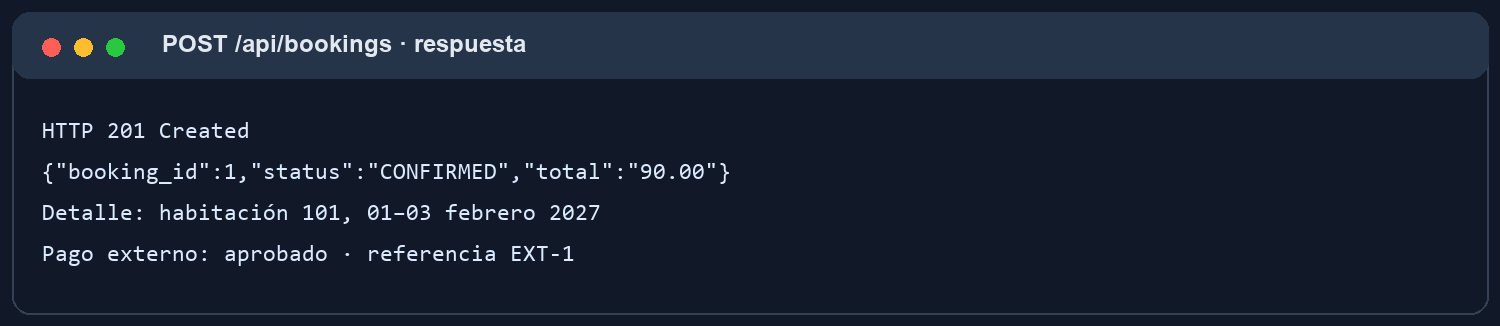 POST /api/bookings · respuesta
HTTP 201 Created
{"booking_id":1,"status":"CONFIRMED","total":"90.00"}
Detalle: habitación 101, 01–03 febrero 2027
Pago externo: aprobado · referencia EXT-1